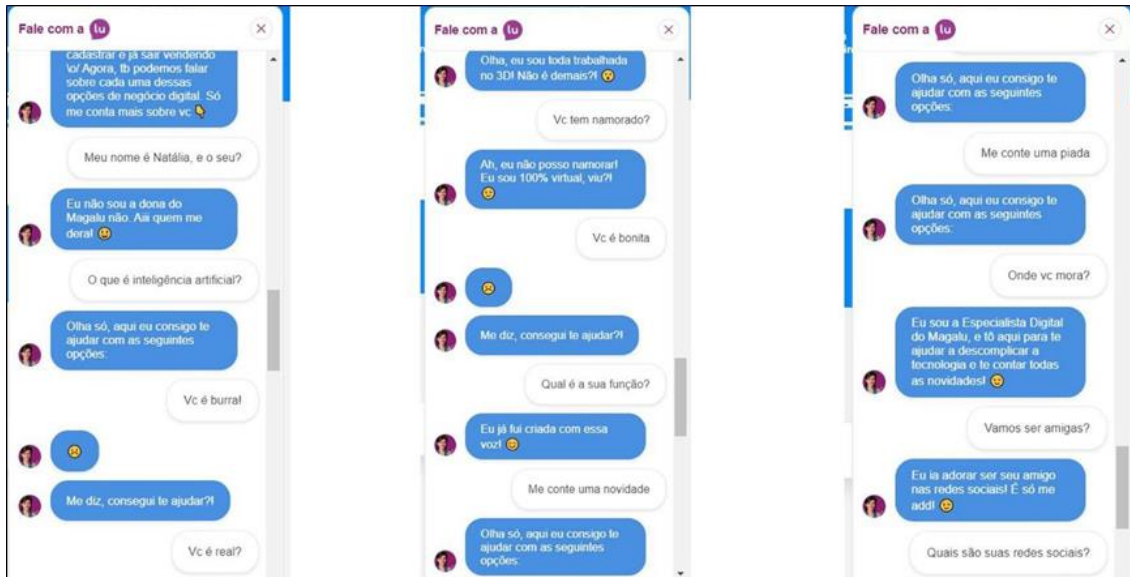 Fale com a lu
cadastrar e já sair vendendo
\o/ Agora, tb podemos falar
sobre cada uma dessas
opções de negócio digital. Só
me conta mais sobre vc 👇
Meu nome é Natália, e o seu?
Eu não sou a dona do
Magalu não. Aiii quem me
dera! 😀
O que é inteligência artificial?
Olha só, aqui eu consigo te
ajudar com as seguintes
opções:
Vc é burra!
☹️
Me diz, consegui te ajudar?!
Vc é real?
Fale com a lu
Olha, eu sou toda trabalhada
no 3D! Não é demais?! 😮
Vc tem namorado?
Ah, eu não posso namorar!
Eu sou 100% virtual, viu?!
😉
Vc é bonita
☹️
Me diz, consegui te ajudar?!
Qual é a sua função?
Eu já fui criada com essa
voz! 😊
Me conte uma novidade
Olha só, aqui eu consigo te
ajudar com as seguintes
opções:
Fale com a lu
Olha só, aqui eu consigo te
ajudar com as seguintes
opções:
Me conte uma piada
Olha só, aqui eu consigo te
ajudar com as seguintes
opções:
Onde vc mora?
Eu sou a Especialista Digital
do Magalu, e tô aqui para te
ajudar a descomplicar a
tecnologia e te contar todas
as novidades! 😉
Vamos ser amigas?
Eu ia adorar ser seu amigo
nas redes sociais! É só me
add! 😉
Quais são suas redes sociais?